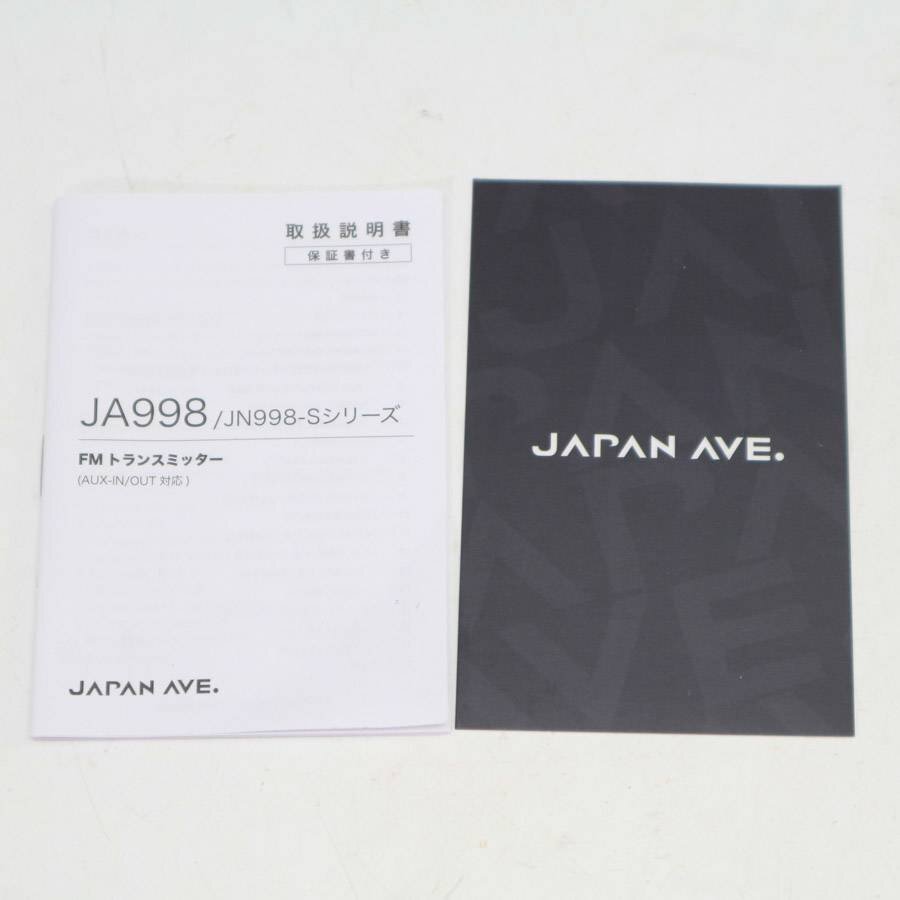 取扱説明書
保証書付き
JA998 /JN998-Sシリーズ
FMトランスミッター
(AUX-IN/OUT 対応)
JAPAN AVE.
JAPAN AVE.